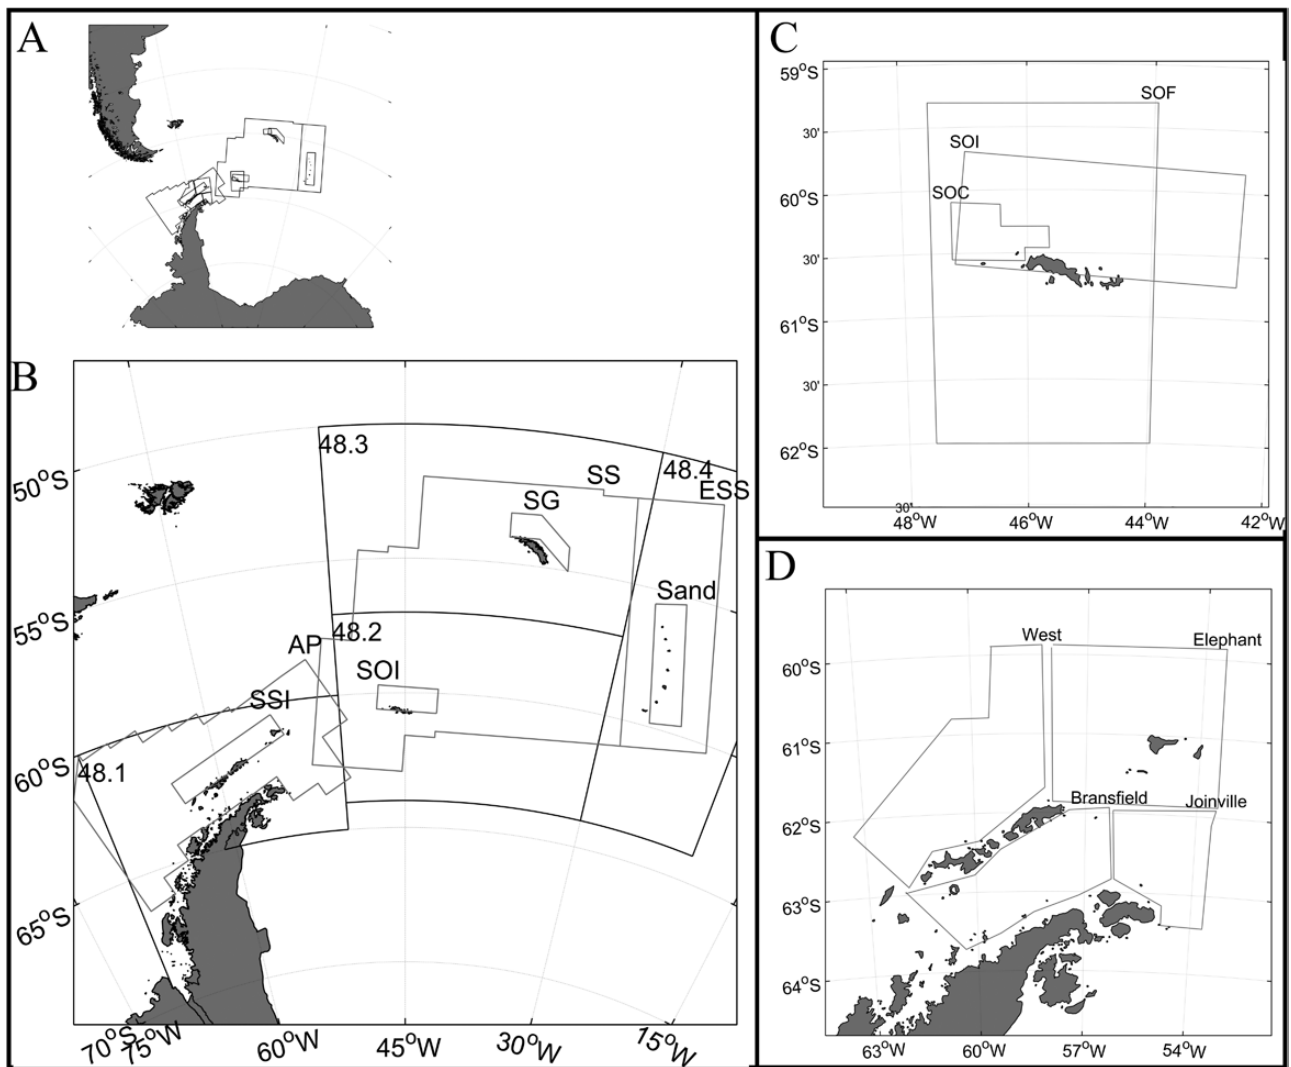 A
B
48.3
48.4
SS
ESS
SG
Sand
48.2
AP
SOI
SSI
48.1
50°S
55°S
60°S
65°S
70°S
75°W
60°W
45°W
30°W
15°W
C
59°S
SOF
30'
SOI
60°S
SOC
30'
61°S
30'
62°S
30'
48°W
46°W
44°W
42°W
D
West
Elephant
60°S
61°S
Bransfield
Joinville
62°S
63°S
64°S
63°W
60°W
57°W
54°W